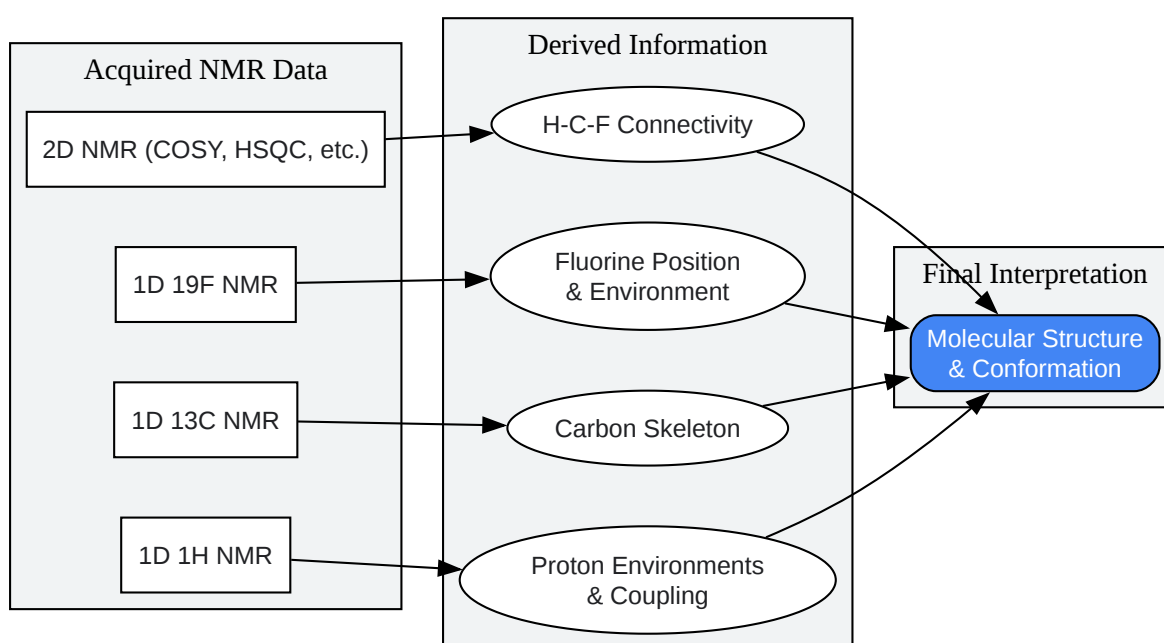 Acquired NMR Data
2D NMR (COSY, HSQC, etc.)
1D 19F NMR
1D 13C NMR
1D 1H NMR
Derived Information
H-C-F Connectivity
Fluorine Position
& Environment
Carbon Skeleton
Proton Environments
& Coupling
Final Interpretation
Molecular Structure
& Conformation